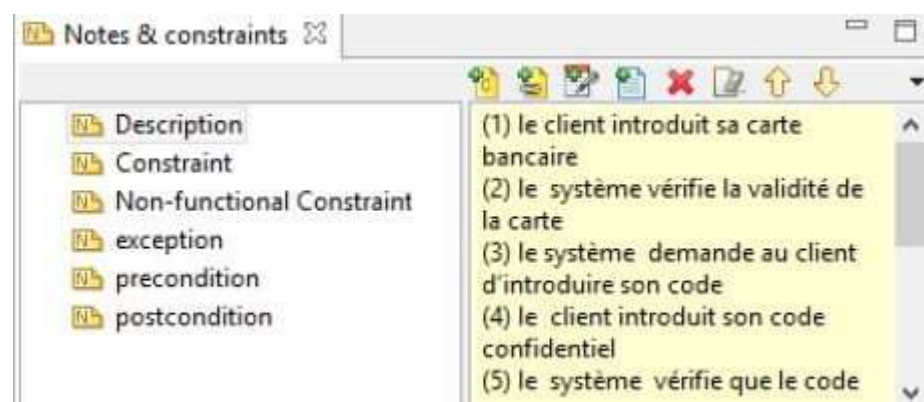 Notes & constraints
Description
Constraint
Non-functional Constraint
exception
precondition
postcondition
(1) le client introduit sa carte
bancaire
(2) le système vérifie la validité de
la carte
(3) le système demande au client
d'introduire son code
(4) le client introduit son code
confidentiel
(5) le système vérifie que le code